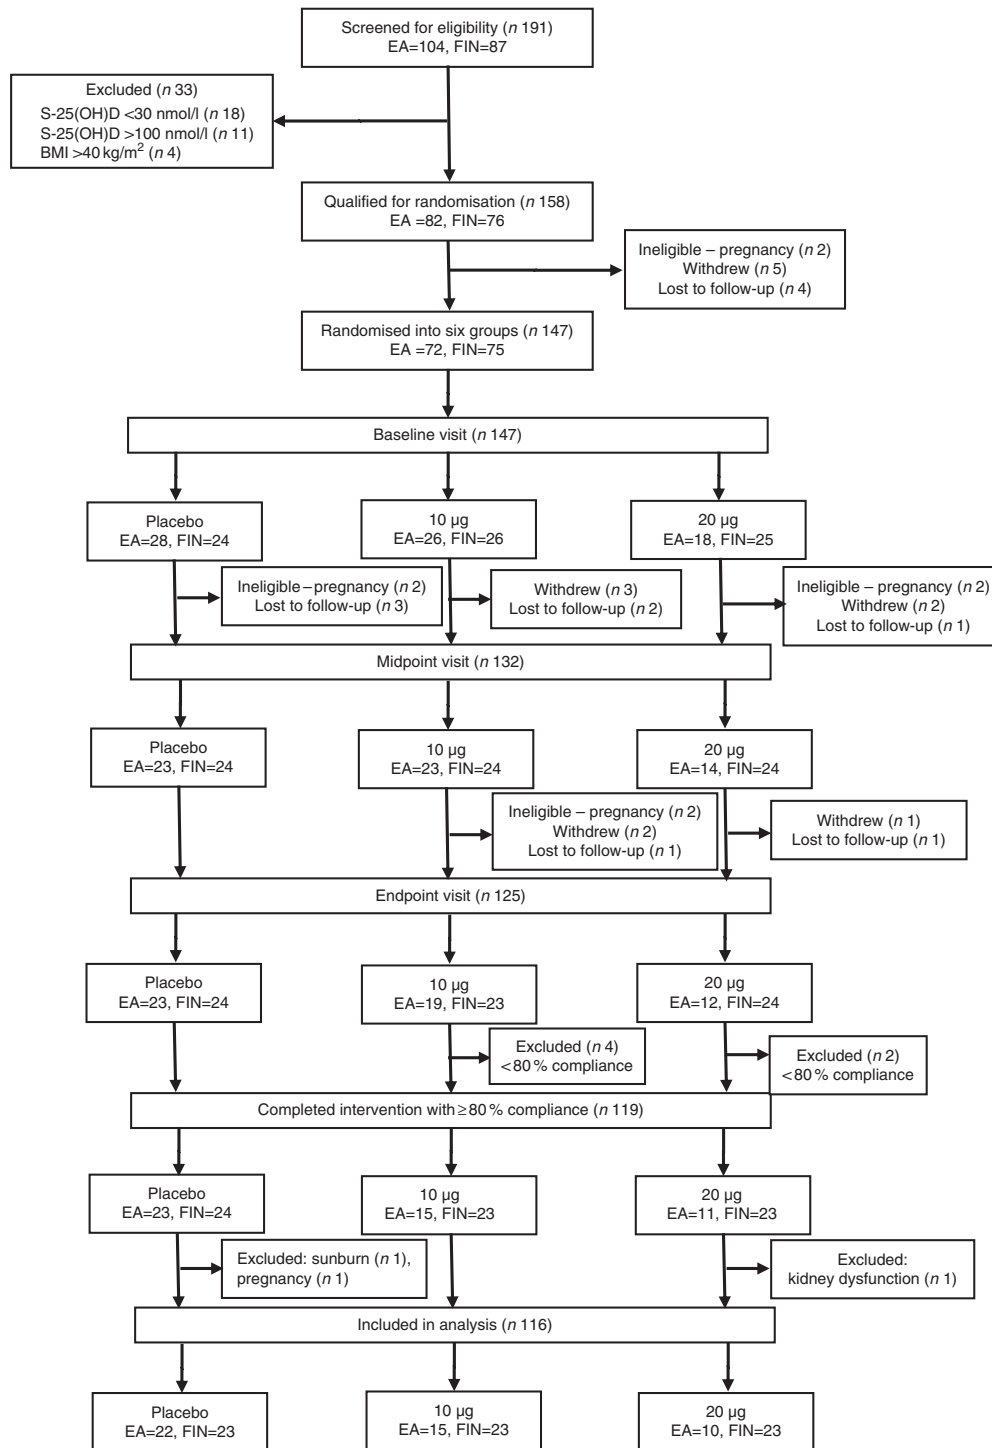 Screened for eligibility (n 191)
EA=104, FIN=87
Excluded (n 33)
S-25(OH)D <30 nmol/l (n 18)
S-25(OH)D >100 nmol/l (n 11)
BMI >40 kg/m² (n 4)
Qualified for randomisation (n 158)
EA =82, FIN=76
Ineligible – pregnancy (n 2)
Withdrew (n 5)
Lost to follow-up (n 4)
Randomised into six groups (n 147)
EA =72, FIN=75
Baseline visit (n 147)
Placebo
EA=28, FIN=24
10 µg
EA=26, FIN=26
20 µg
EA=18, FIN=25
Ineligible – pregnancy (n 2)
Lost to follow-up (n 3)
Withdrew (n 3)
Lost to follow-up (n 2)
Ineligible – pregnancy (n 2)
Withdrew (n 2)
Lost to follow-up (n 1)
Midpoint visit (n 132)
Placebo
EA=23, FIN=24
10 µg
EA=23, FIN=24
20 µg
EA=14, FIN=24
Ineligible – pregnancy (n 2)
Withdrew (n 2)
Lost to follow-up (n 1)
Withdrew (n 1)
Lost to follow-up (n 1)
Endpoint visit (n 125)
Placebo
EA=23, FIN=24
10 µg
EA=19, FIN=23
20 µg
EA=12, FIN=24
Excluded (n 4)
<80 % compliance
Excluded (n 2)
<80 % compliance
Completed intervention with ≥80 % compliance (n 119)
Placebo
EA=23, FIN=24
10 µg
EA=15, FIN=23
20 µg
EA=11, FIN=23
Excluded: sunburn (n 1),
pregnancy (n 1)
Excluded:
kidney dysfunction (n 1)
Included in analysis (n 116)
Placebo
EA=22, FIN=23
10 µg
EA=15, FIN=23
20 µg
EA=10, FIN=23